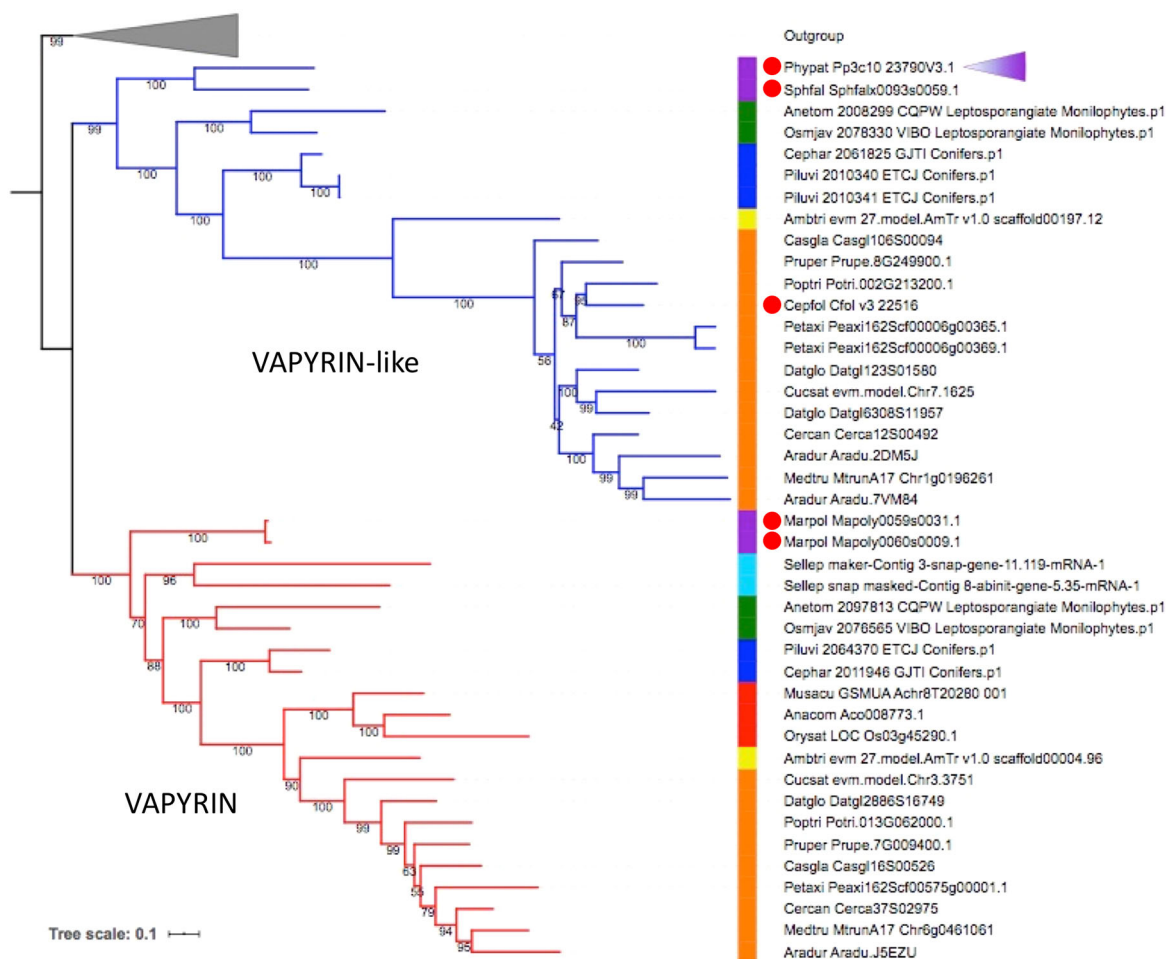 Outgroup
99
Phypat Pp3c10 23790V3.1
100
Sphfal Sphfalx0093s0059.1
Anetom 2008299 CQPW Leptosporangiate Monilophytes.p1
100
99
Osmjav 2078330 VIBO Leptosporangiate Monilophytes.p1
Cephar 2061825 GJTI Conifers.p1
100
100
Piluvi 2010340 ETCJ Conifers.p1
100
Piluvi 2010341 ETCJ Conifers.p1
100
Ambtri evm 27.model.AmTr v1.0 scaffold00197.12
Casgla Casgl106S00094
100
Pruper Prupe.8G249900.1
Poptri Potri.002G213200.1
100
Cepfol Cfol v3 22516
87
Petaxi Peaxi162Scf00006g00365.1
100
Petaxi Peaxi162Scf00006g00369.1
58
VAPYRIN-like
Datglo Datgl123S01580
100
Cucsat evm.model.Chr7.1625
99
Datglo Datgl6308S11957
42
Cercan Cerca12S00492
100
Aradur Aradu.2DM5J
99
Medtru MtrunA17 Chr1g0196261
99
Aradur Aradu.7VM84
Marpol Mapoly0059s0031.1
100
Marpol Mapoly0060s0009.1
Sellep maker-Contig 3-snap-gene-11.119-mRNA-1
100
96
Sellep snap masked-Contig 8-abinit-gene-5.35-mRNA-1
Anetom 2097813 CQPW Leptosporangiate Monilophytes.p1
100
70
Osmjav 2076565 VIBO Leptosporangiate Monilophytes.p1
Piluvi 2064370 ETCJ Conifers.p1
88
100
Cephar 2011946 GJTI Conifers.p1
Musacu GSMUA Achr8T20280 001
100
100
Anacom Aco008773.1
100
Orysat LOC Os03g45290.1
100
Ambtri evm 27.model.AmTr v1.0 scaffold00004.96
90
Cucsat evm.model.Chr3.3751
VAPYRIN
100
Datglo Datgl2886S16749
99
Poptri Potri.013G062000.1
99
Pruper Prupe.7G009400.1
63
Casgla Casgl16S00526
55
Petaxi Peaxi162Scf00575g00001.1
79
Cercan Cerca37S02975
94
Medtru MtrunA17 Chr6g0461061
95
Tree scale: 0.1
Aradur Aradu.J5EZU